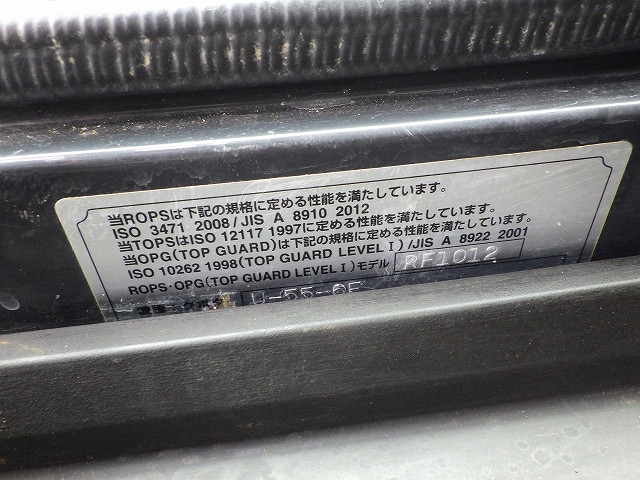 当ROPSは下記の規格に定める性能を満たしています。
ISO 3471 2008/JIS A 8910 2012
当TOPSはISO 12117 1997に定める性能を満たしています。
当OPG(TOP GUARD)は下記の規格に定める性能を満たしています。
ISO 10262 1998(TOP GUARD LEVEL I)/JIS A 8922 2001
ROPS・OPG(TOP GUARD LEVEL I)モデル RF1012
U-55-6E